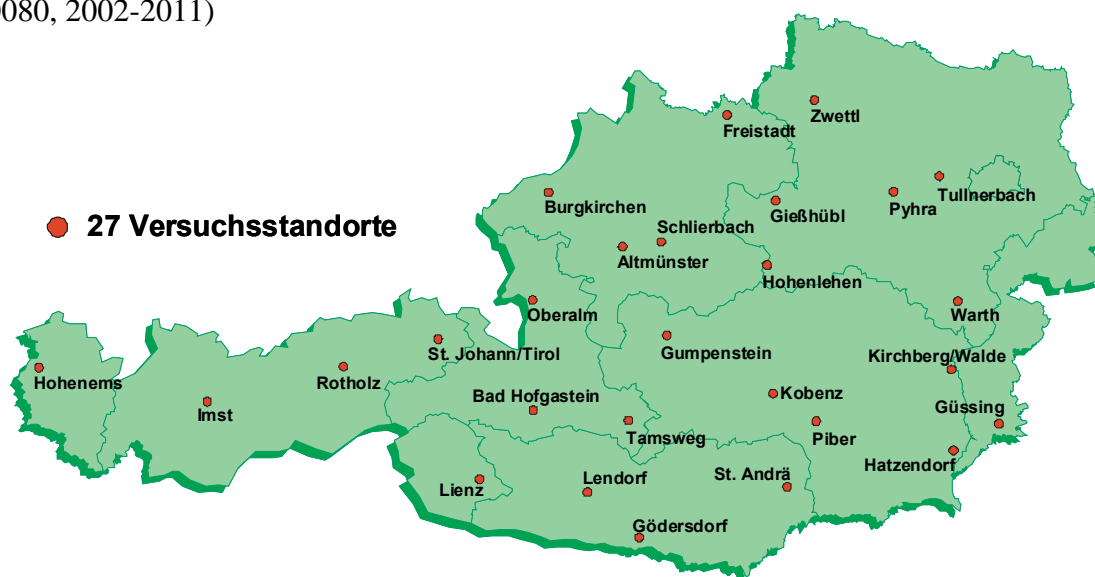 0080, 2002-2011)
Zwettl
Freistadt
Tullnerbach
Burgkirchen
Pyhra
Gießhübl
27 Versuchsstandorte
Schlierbach
Altmünster
Hohenlehen
Oberalm
Warth
St. Johann/Tirol
Gumpenstein
Kirchberg/Walde
Hohenems
Rotholz
Bad Hofgastein
Kobenz
Güssing
Imst
Tamsweg
Piber
Hatzendorf
Lienz
Lendorf
St. Andrä
Gödersdorf